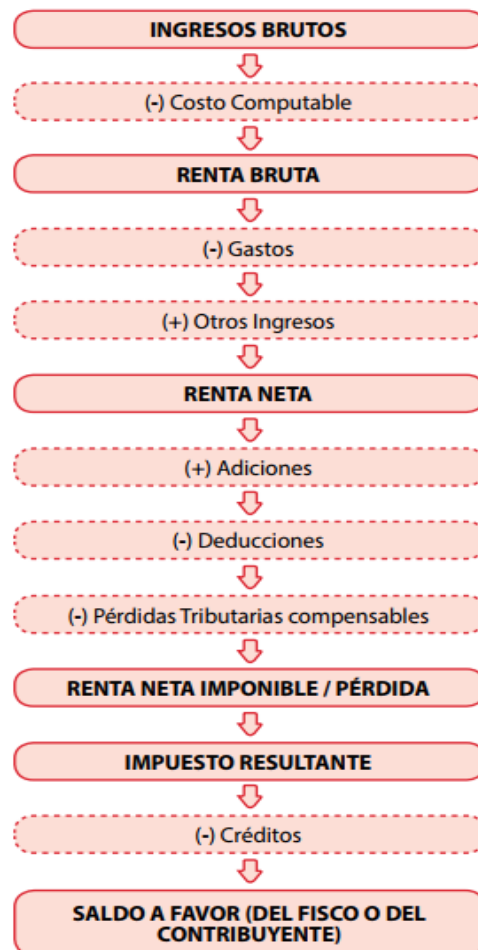 INGRESOS BRUTOS
(-) Costo Computable
RENTA BRUTA
(-) Gastos
(+) Otros Ingresos
RENTA NETA
(+) Adiciones
(-) Deducciones
(-) Pérdidas Tributarias compensables
RENTA NETA IMPONIBLE / PÉRDIDA
IMPUESTO RESULTANTE
(-) Créditos
SALDO A FAVOR (DEL FISCO O DEL
CONTRIBUYENTE)